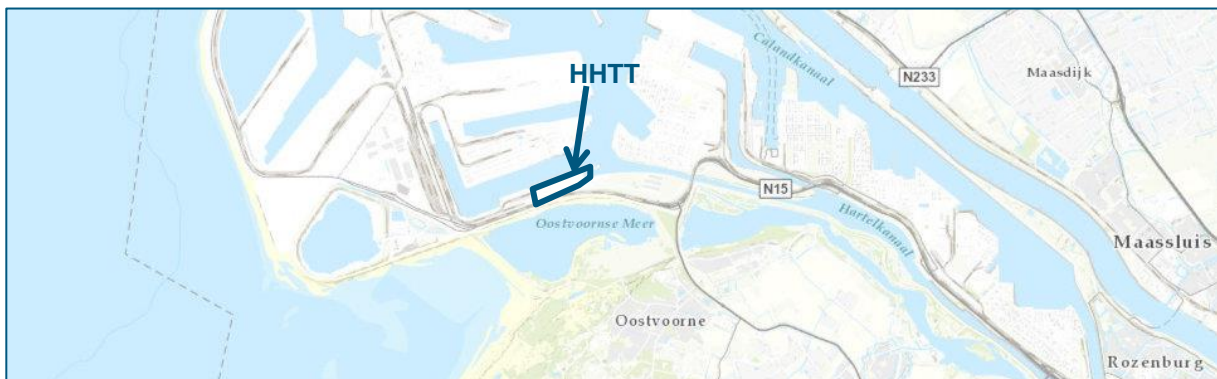 Calandkanaal
N233
Maasdijk
HHTT
N15
Oostvoornse Meer
Hartelkanaal
Maassluis
Oostvoorne
Rozenburg